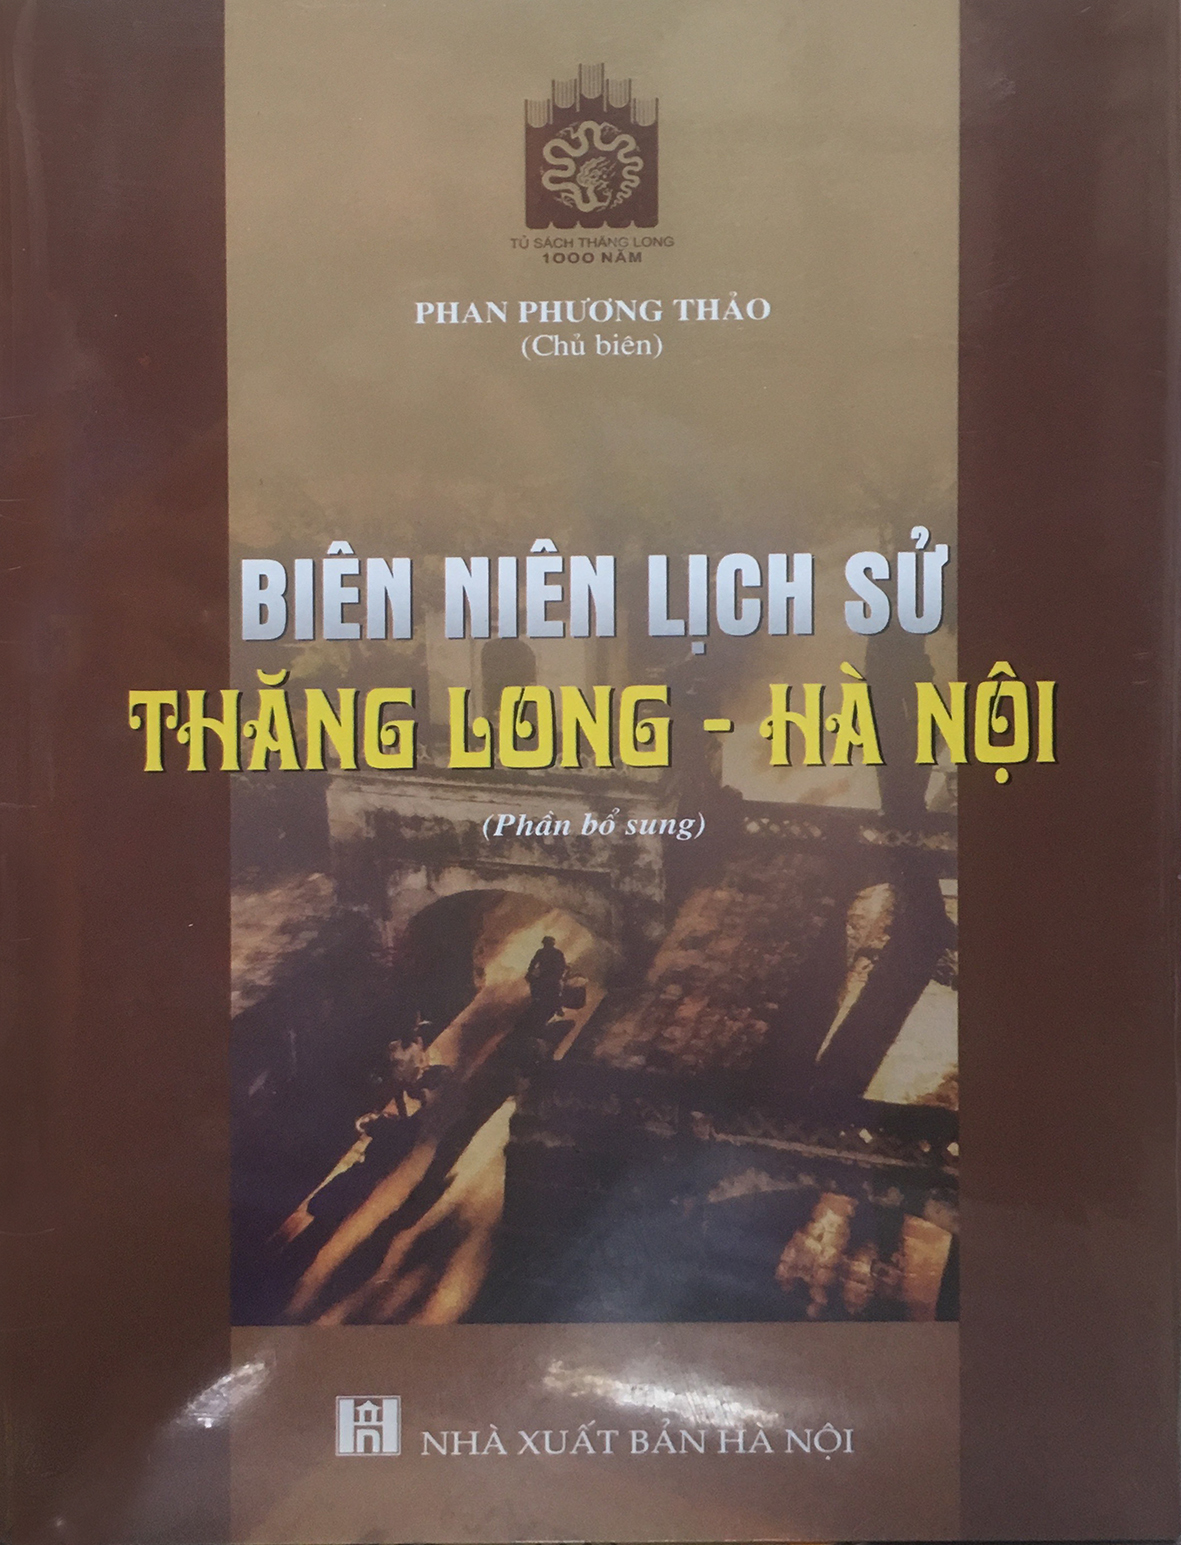 TỦ SÁCH THĂNG LONG
1000 NĂM
PHAN PHƯƠNG THẢO
(Chủ biên)
BIÊN NIÊN LỊCH SỬ
THĂNG LONG - HÀ NỘI
(Phần bổ sung)
HN
NHÀ XUẤT BẢN HÀ NỘI